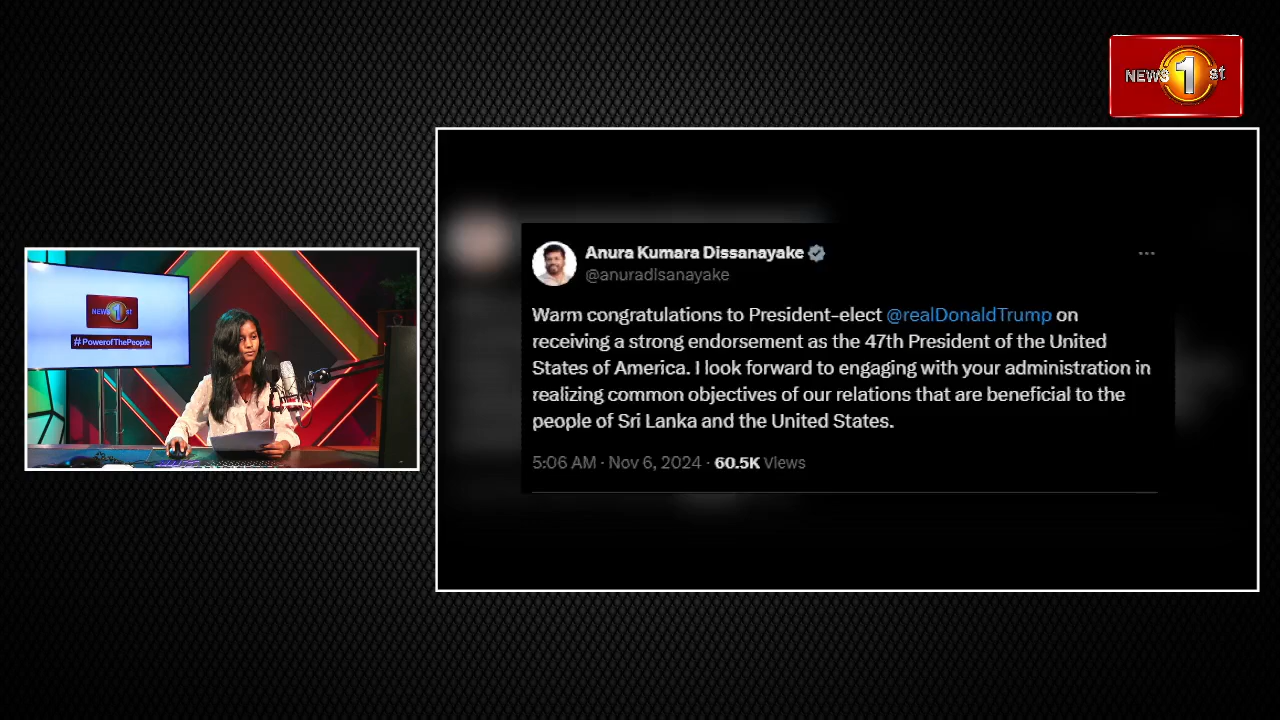 NEWS 1st
NEWS 1st
#PowerofThePeople
Anura Kumara Dissanayake
@anuradisanayake
Warm congratulations to President-elect @realDonaldTrump on
receiving a strong endorsement as the 47th President of the United
States of America. I look forward to engaging with your administration in
realizing common objectives of our relations that are beneficial to the
people of Sri Lanka and the United States.
5:06 AM · Nov 6, 2024 · 60.5K Views